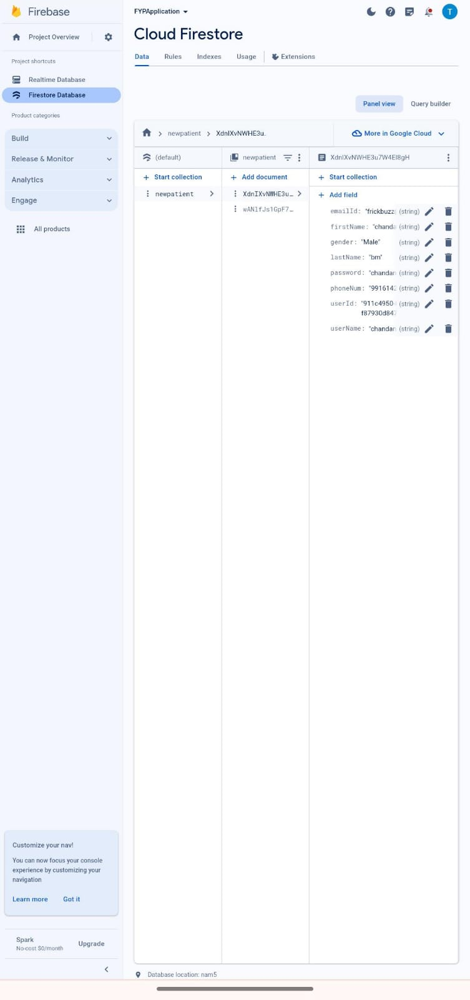 Firebase
FYPApplication
T
Project Overview
Cloud Firestore
Project shortcuts
Data Rules Indexes Usage Extensions
Realtime Database
Firestore Database
Product categories
Panel view Query builder
Build
Release & Monitor
Analytics
Engage
All products
newpatient XdnIXvNWHE3u. More in Google Cloud
(default) newpatient XdnIXvNWHE3u7W4EI8gH
+ Start collection + Add document + Start collection
newpatient XdnIXvNWHE3u… + Add field
wANlfJs1GpF7…
emailId: "frickbuzz (string)
firstName: "chanda (string)
gender: "Male" (string)
lastName: "bm" (string)
password: "chandan (string)
phoneNum: "9916142 (string)
userId: "911c4950- (string)
f87930d847
userName: "chandan (string)
Customize your nav!
You can now focus your console
experience by customizing your
navigation
Learn more Got it
Spark
No-cost $0/month
Upgrade
Database location: nam5